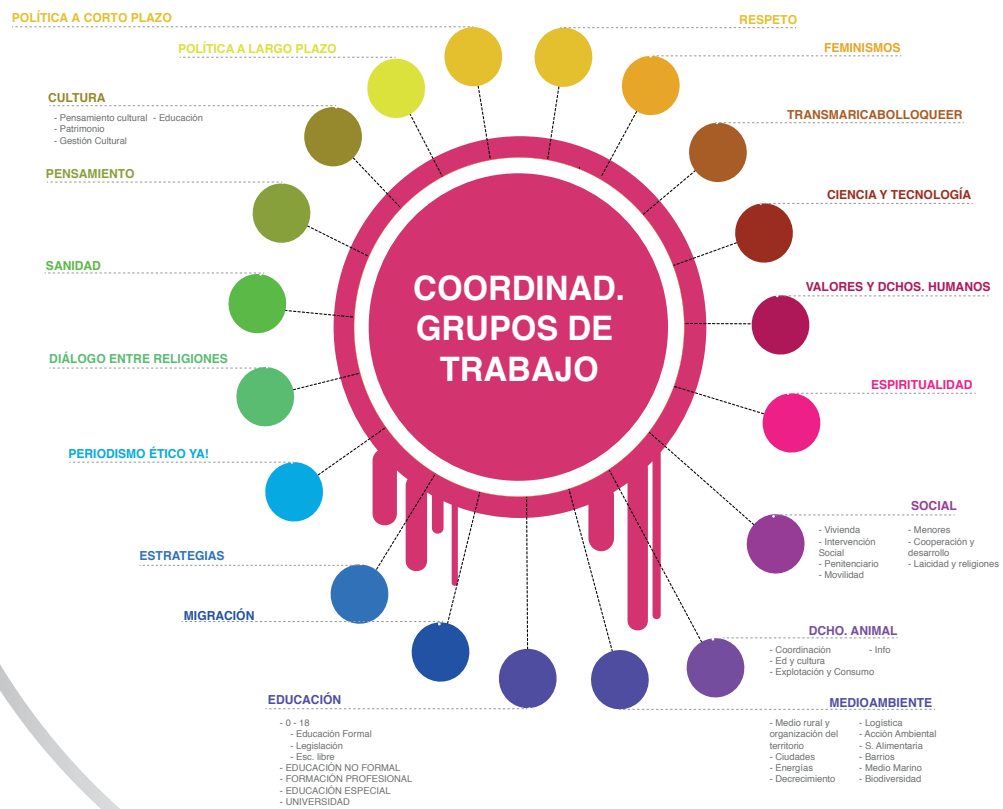 POLÍTICA A CORTO PLAZO
RESPETO
POLÍTICA A LARGO PLAZO
FEMINISMOS
CULTURA
- Pensamiento cultural - Educación
- Patrimonio
- Gestión Cultural
TRANSMARICABOLLOQUEER
PENSAMIENTO
CIENCIA Y TECNOLOGÍA
SANIDAD
VALORES Y DCHOS. HUMANOS
COORDINAD.
GRUPOS DE
TRABAJO
DIÁLOGO ENTRE RELIGIONES
ESPIRITUALIDAD
PERIODISMO ÉTICO YA!
SOCIAL
- Vivienda
- Intervención
Social
- Penitenciario
- Movilidad
- Menores
- Cooperación y
desarrollo
- Laicidad y religiones
ESTRATEGIAS
MIGRACIÓN
DCHO. ANIMAL
- Coordinación
- Ed y cultura
- Explotación y Consumo
- Info
EDUCACIÓN
- 0 - 18
- Educación Formal
- Legislación
- Esc. libre
- EDUCACIÓN NO FORMAL
- FORMACIÓN PROFESIONAL
- EDUCACIÓN ESPECIAL
- UNIVERSIDAD
MEDIOAMBIENTE
- Medio rural y
organización del
territorio
- Ciudades
- Energías
- Decrecimiento
- Logística
- Acción Ambiental
- S. Alimentaria
- Barrios
- Medio Marino
- Biodiversidad